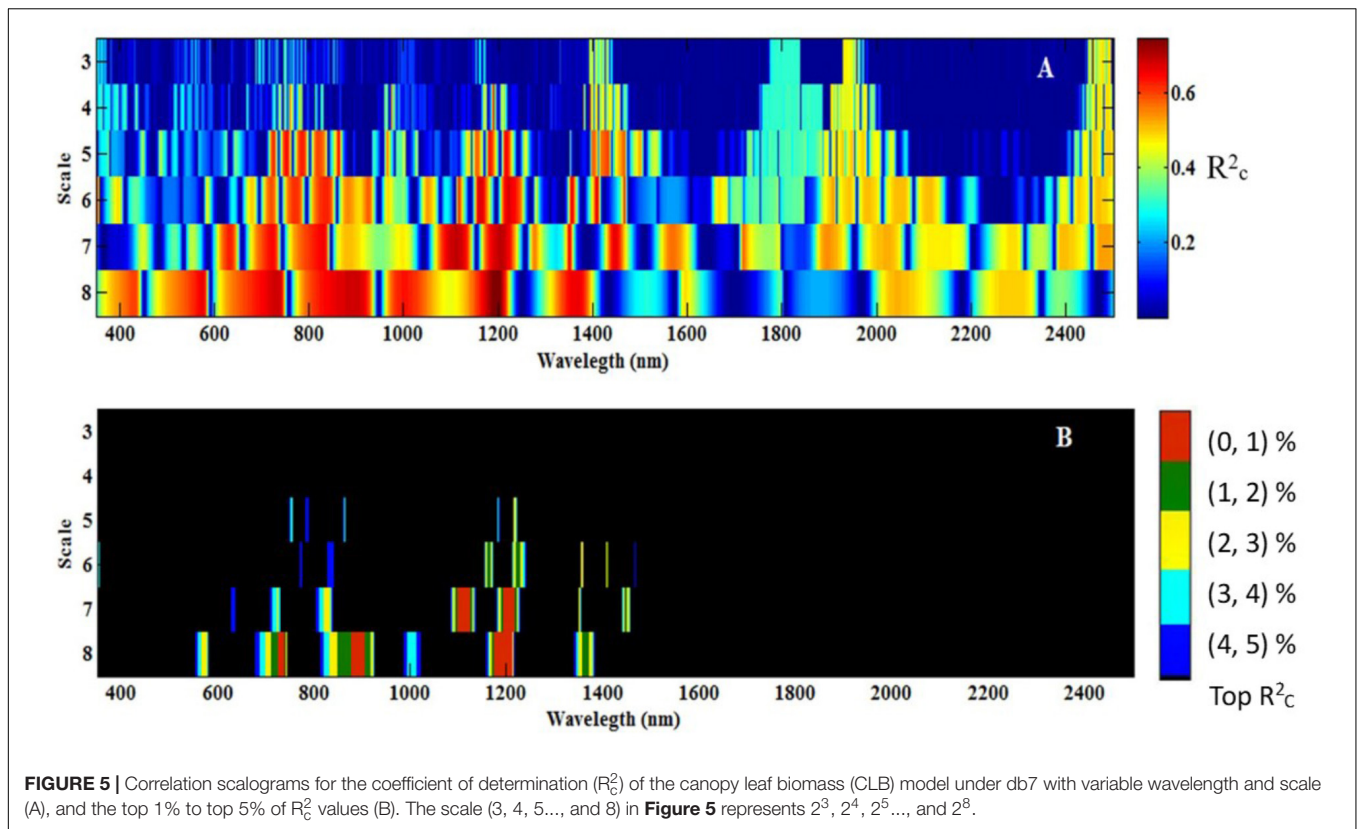 A
3
4
5
6
7
8
Scale
400 600 800 1000 1200 1400 1600 1800 2000 2200 2400
Wavelegth (nm)
0.6
0.4
0.2
R²c
B
3
4
5
6
7
8
Scale
400 600 800 1000 1200 1400 1600 1800 2000 2200 2400
Wavelegth (nm)
(0, 1) %
(1, 2) %
(2, 3) %
(3, 4) %
(4, 5) %
Top R²C
FIGURE 5 | Correlation scalograms for the coefficient of determination (R²c) of the canopy leaf biomass (CLB) model under db7 with variable wavelength and scale
(A), and the top 1% to top 5% of R²c values (B). The scale (3, 4, 5..., and 8) in Figure 5 represents 2³, 2⁴, 2⁵..., and 2⁸.